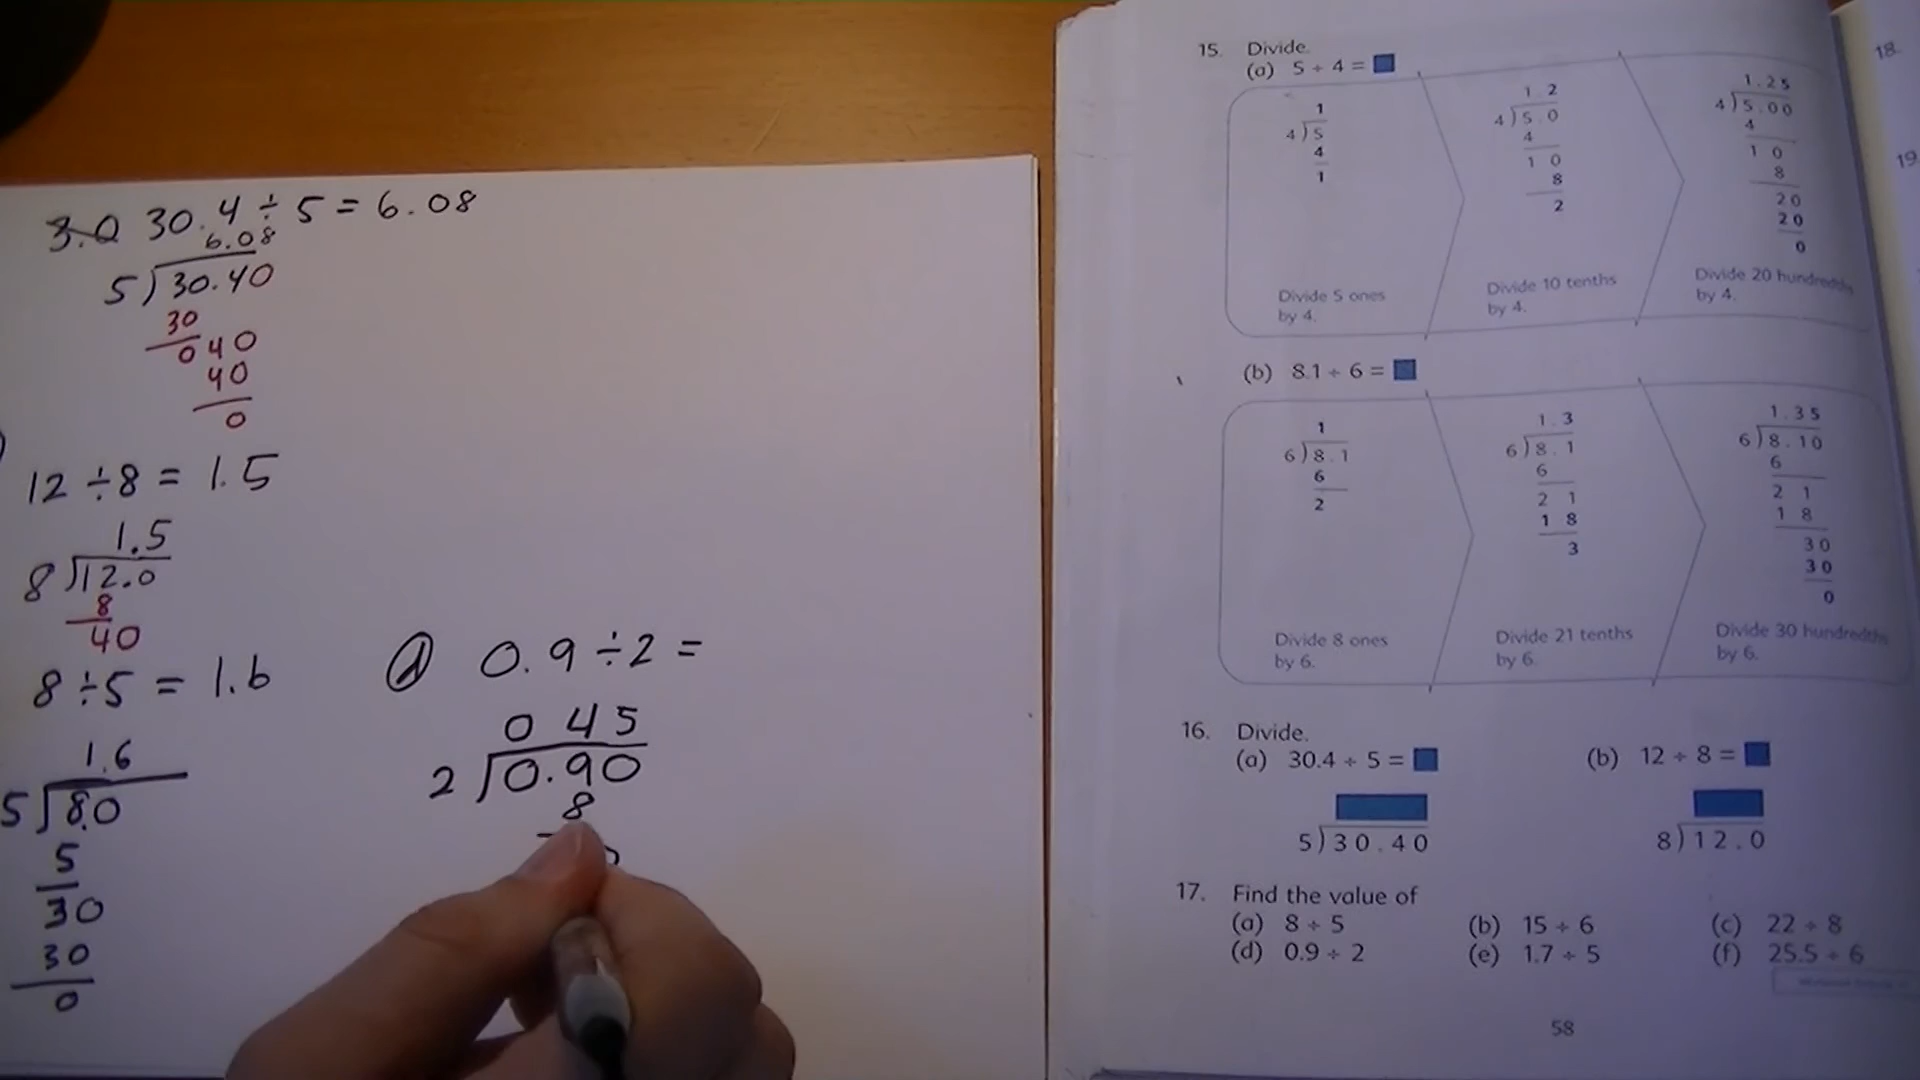 3.0 30.4 ÷ 5 = 6.08
6.08
5)30.40
30
040
40
0
12 ÷ 8 = 1.5
1.5
8)12.0
8
40
8 ÷ 5 = 1.6
1.6
5)8.0
5
30
30
0
d 0.9 ÷ 2 =
0 45
2)0.90
8
15. Divide.
(a) 5 ÷ 4 =
1
4)5
4
1
Divide 5 ones
by 4.
1.2
4)5.0
4
1 0
8
2
Divide 10 tenths
by 4.
1.25
4)5.00
4
1 0
8
20
20
0
Divide 20 hundredths
by 4.
(b) 8.1 ÷ 6 =
1
6)8.1
6
2
Divide 8 ones
by 6.
1.3
6)8.1
6
2 1
1 8
3
Divide 21 tenths
by 6.
1.35
6)8.10
6
2 1
1 8
30
30
0
Divide 30 hundredths
by 6.
16. Divide.
(a) 30.4 ÷ 5 =
5)30.40
(b) 12 ÷ 8 =
8)12.0
17. Find the value of
(a) 8 ÷ 5 (b) 15 ÷ 6 (c) 22 ÷ 8
(d) 0.9 ÷ 2 (e) 1.7 ÷ 5 (f) 25.5 ÷ 6
58
18.
19